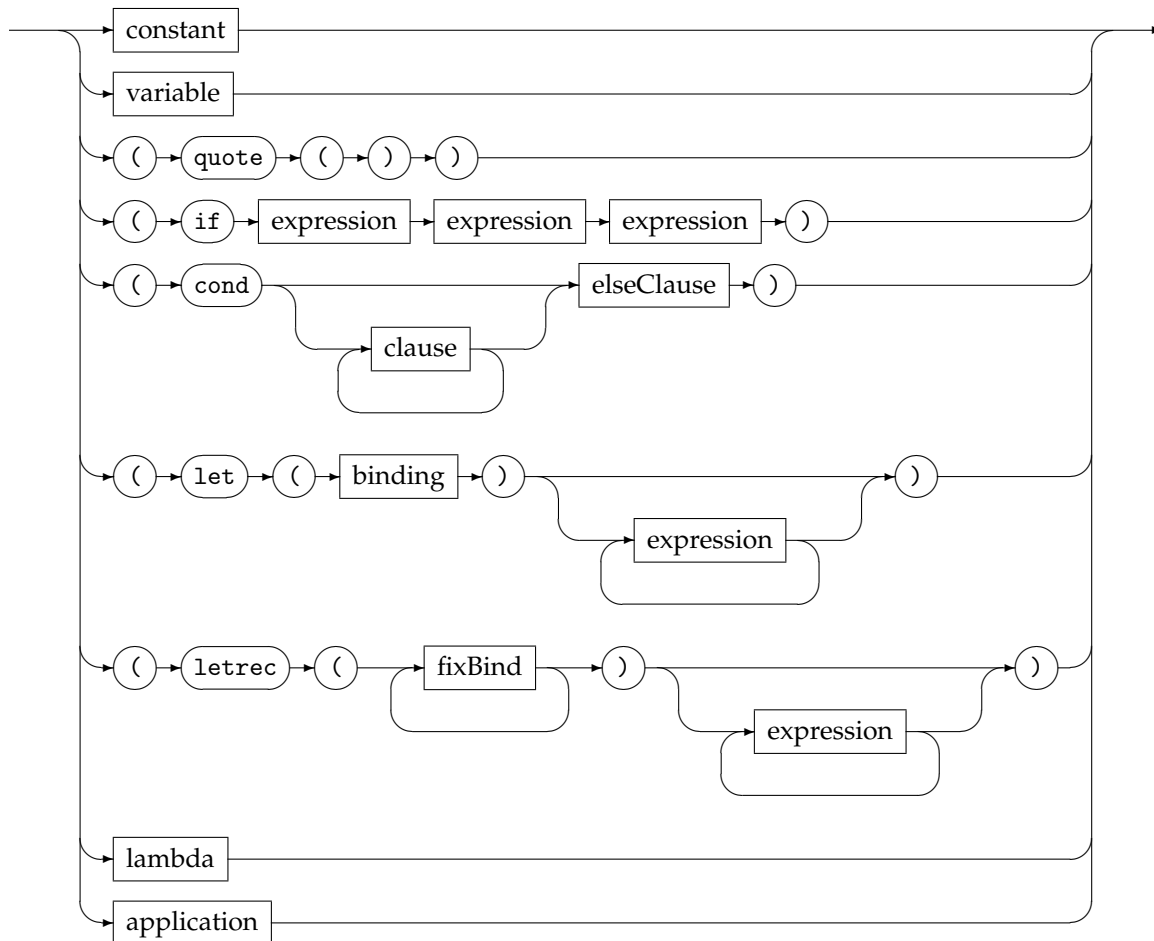 constant
variable
( quote ( ) )
( if expression expression expression )
( cond elseClause )
clause
( let ( binding ) )
expression
( letrec ( fixBind ) )
expression
lambda
application